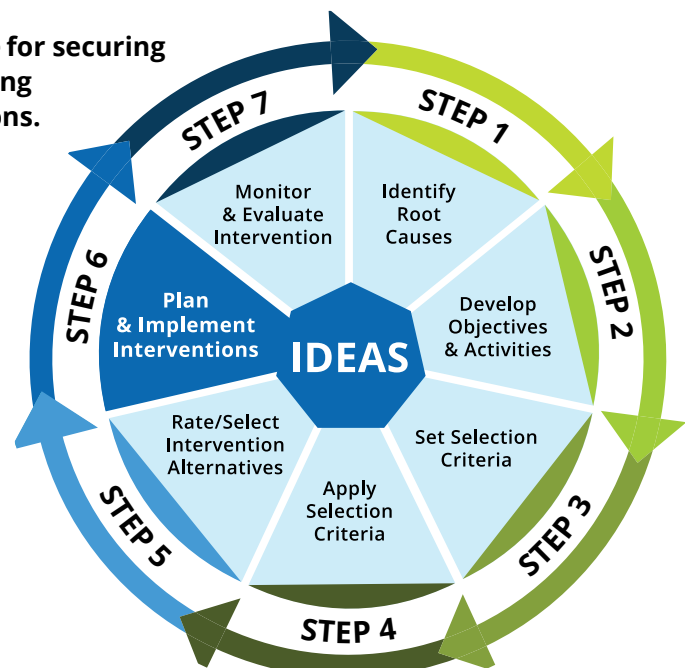 for securing
ng
ons.
STEP 1
Identify
Root
Causes
STEP 2
Develop
Objectives
& Activities
STEP 3
Set Selection
Criteria
STEP 4
Apply
Selection
Criteria
STEP 5
Rate/Select
Intervention
Alternatives
STEP 6
Plan
& Implement
Interventions
STEP 7
Monitor
& Evaluate
Intervention
IDEAS